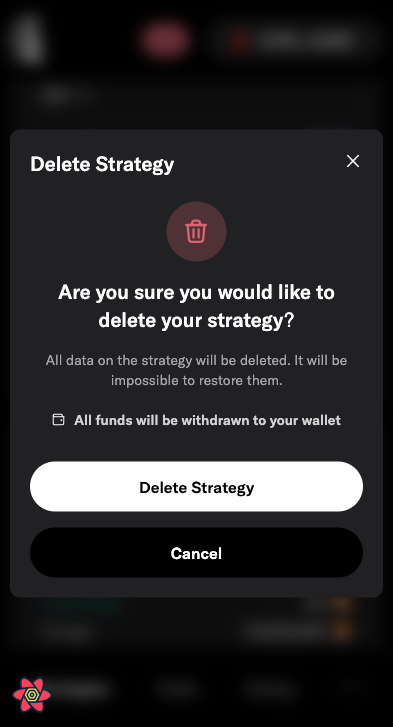 Delete Strategy
Are you sure you would like to
delete your strategy?
All data on the strategy will be deleted. It will be
impossible to restore them.
All funds will be withdrawn to your wallet
Delete Strategy
Cancel